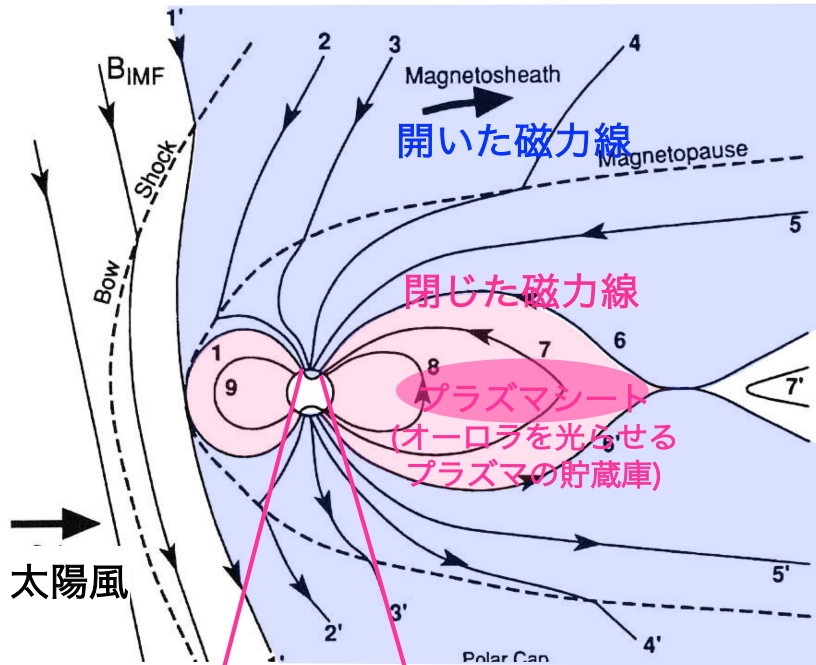 1'
2
3
4
BIMF
Magnetosheath
開いた磁力線
Shock
Magnetopause
5
Bow
閉じた磁力線
6
1
7
8
9
7'
プラズマシート
(オーロラを光らせる
6'
プラズマの貯蔵庫)
太陽風
5'
3'
2'
4'
Polar Cap